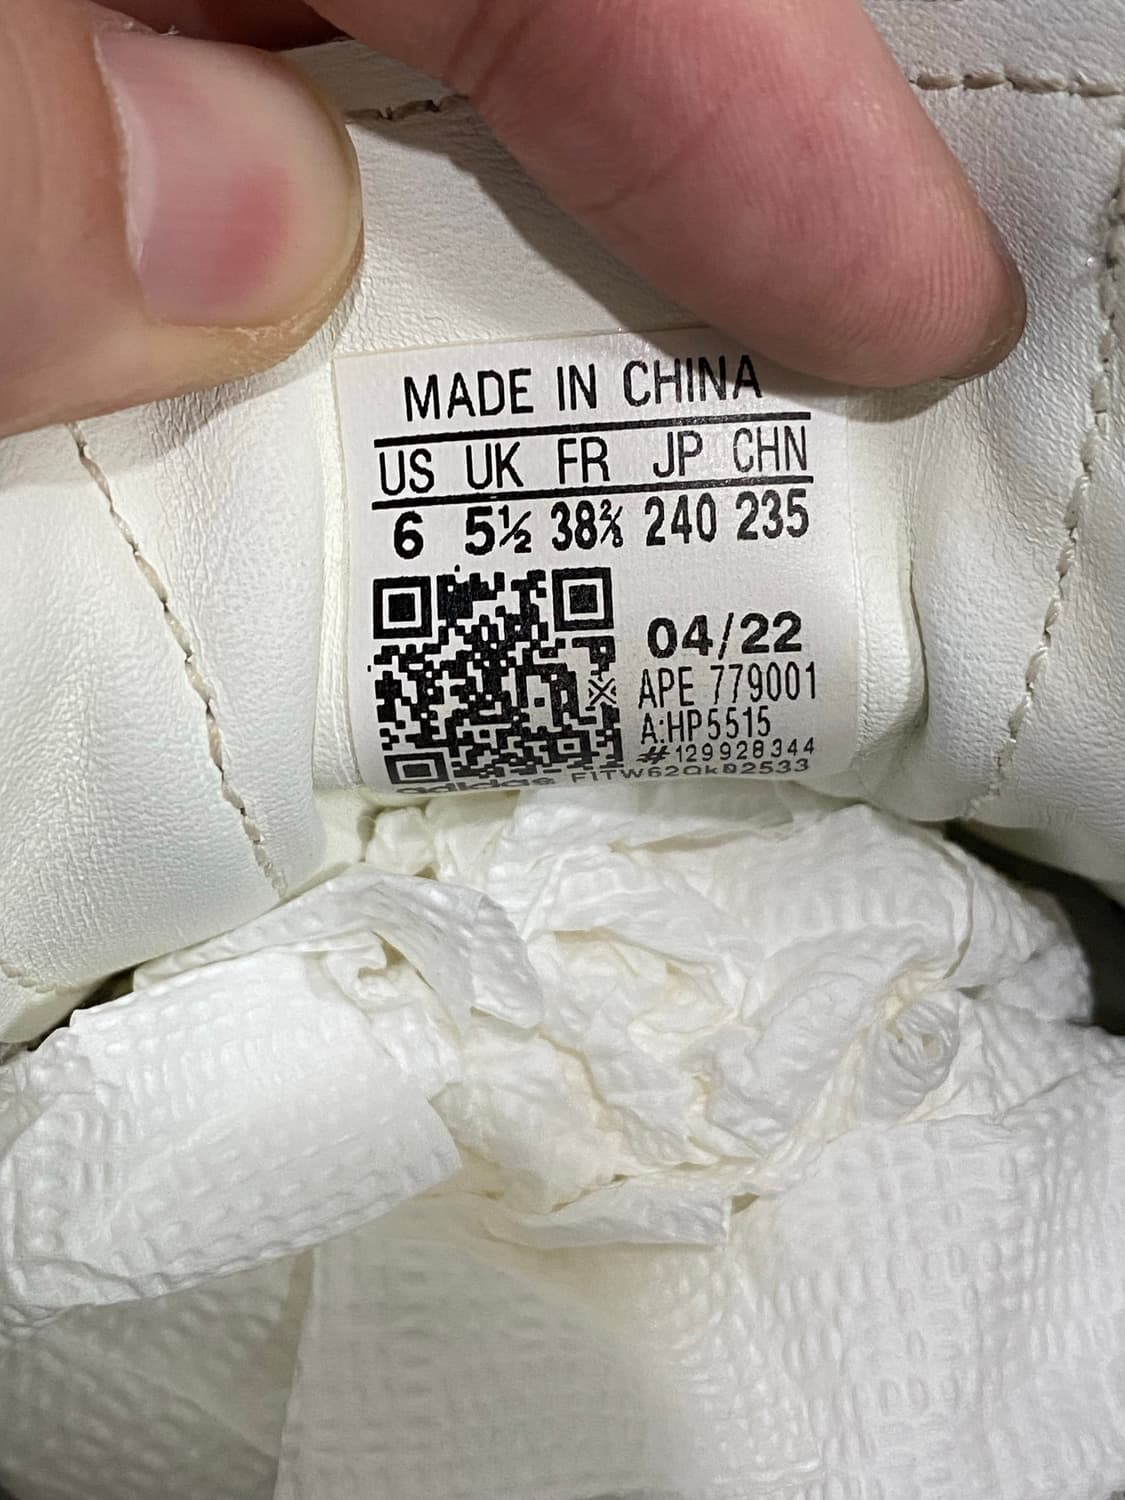 MADE IN CHINA
US UK FR JP CHN
6 5½ 38⅔ 240 235
04/22
APE 779001
A:HP5515
#129928344
adidas